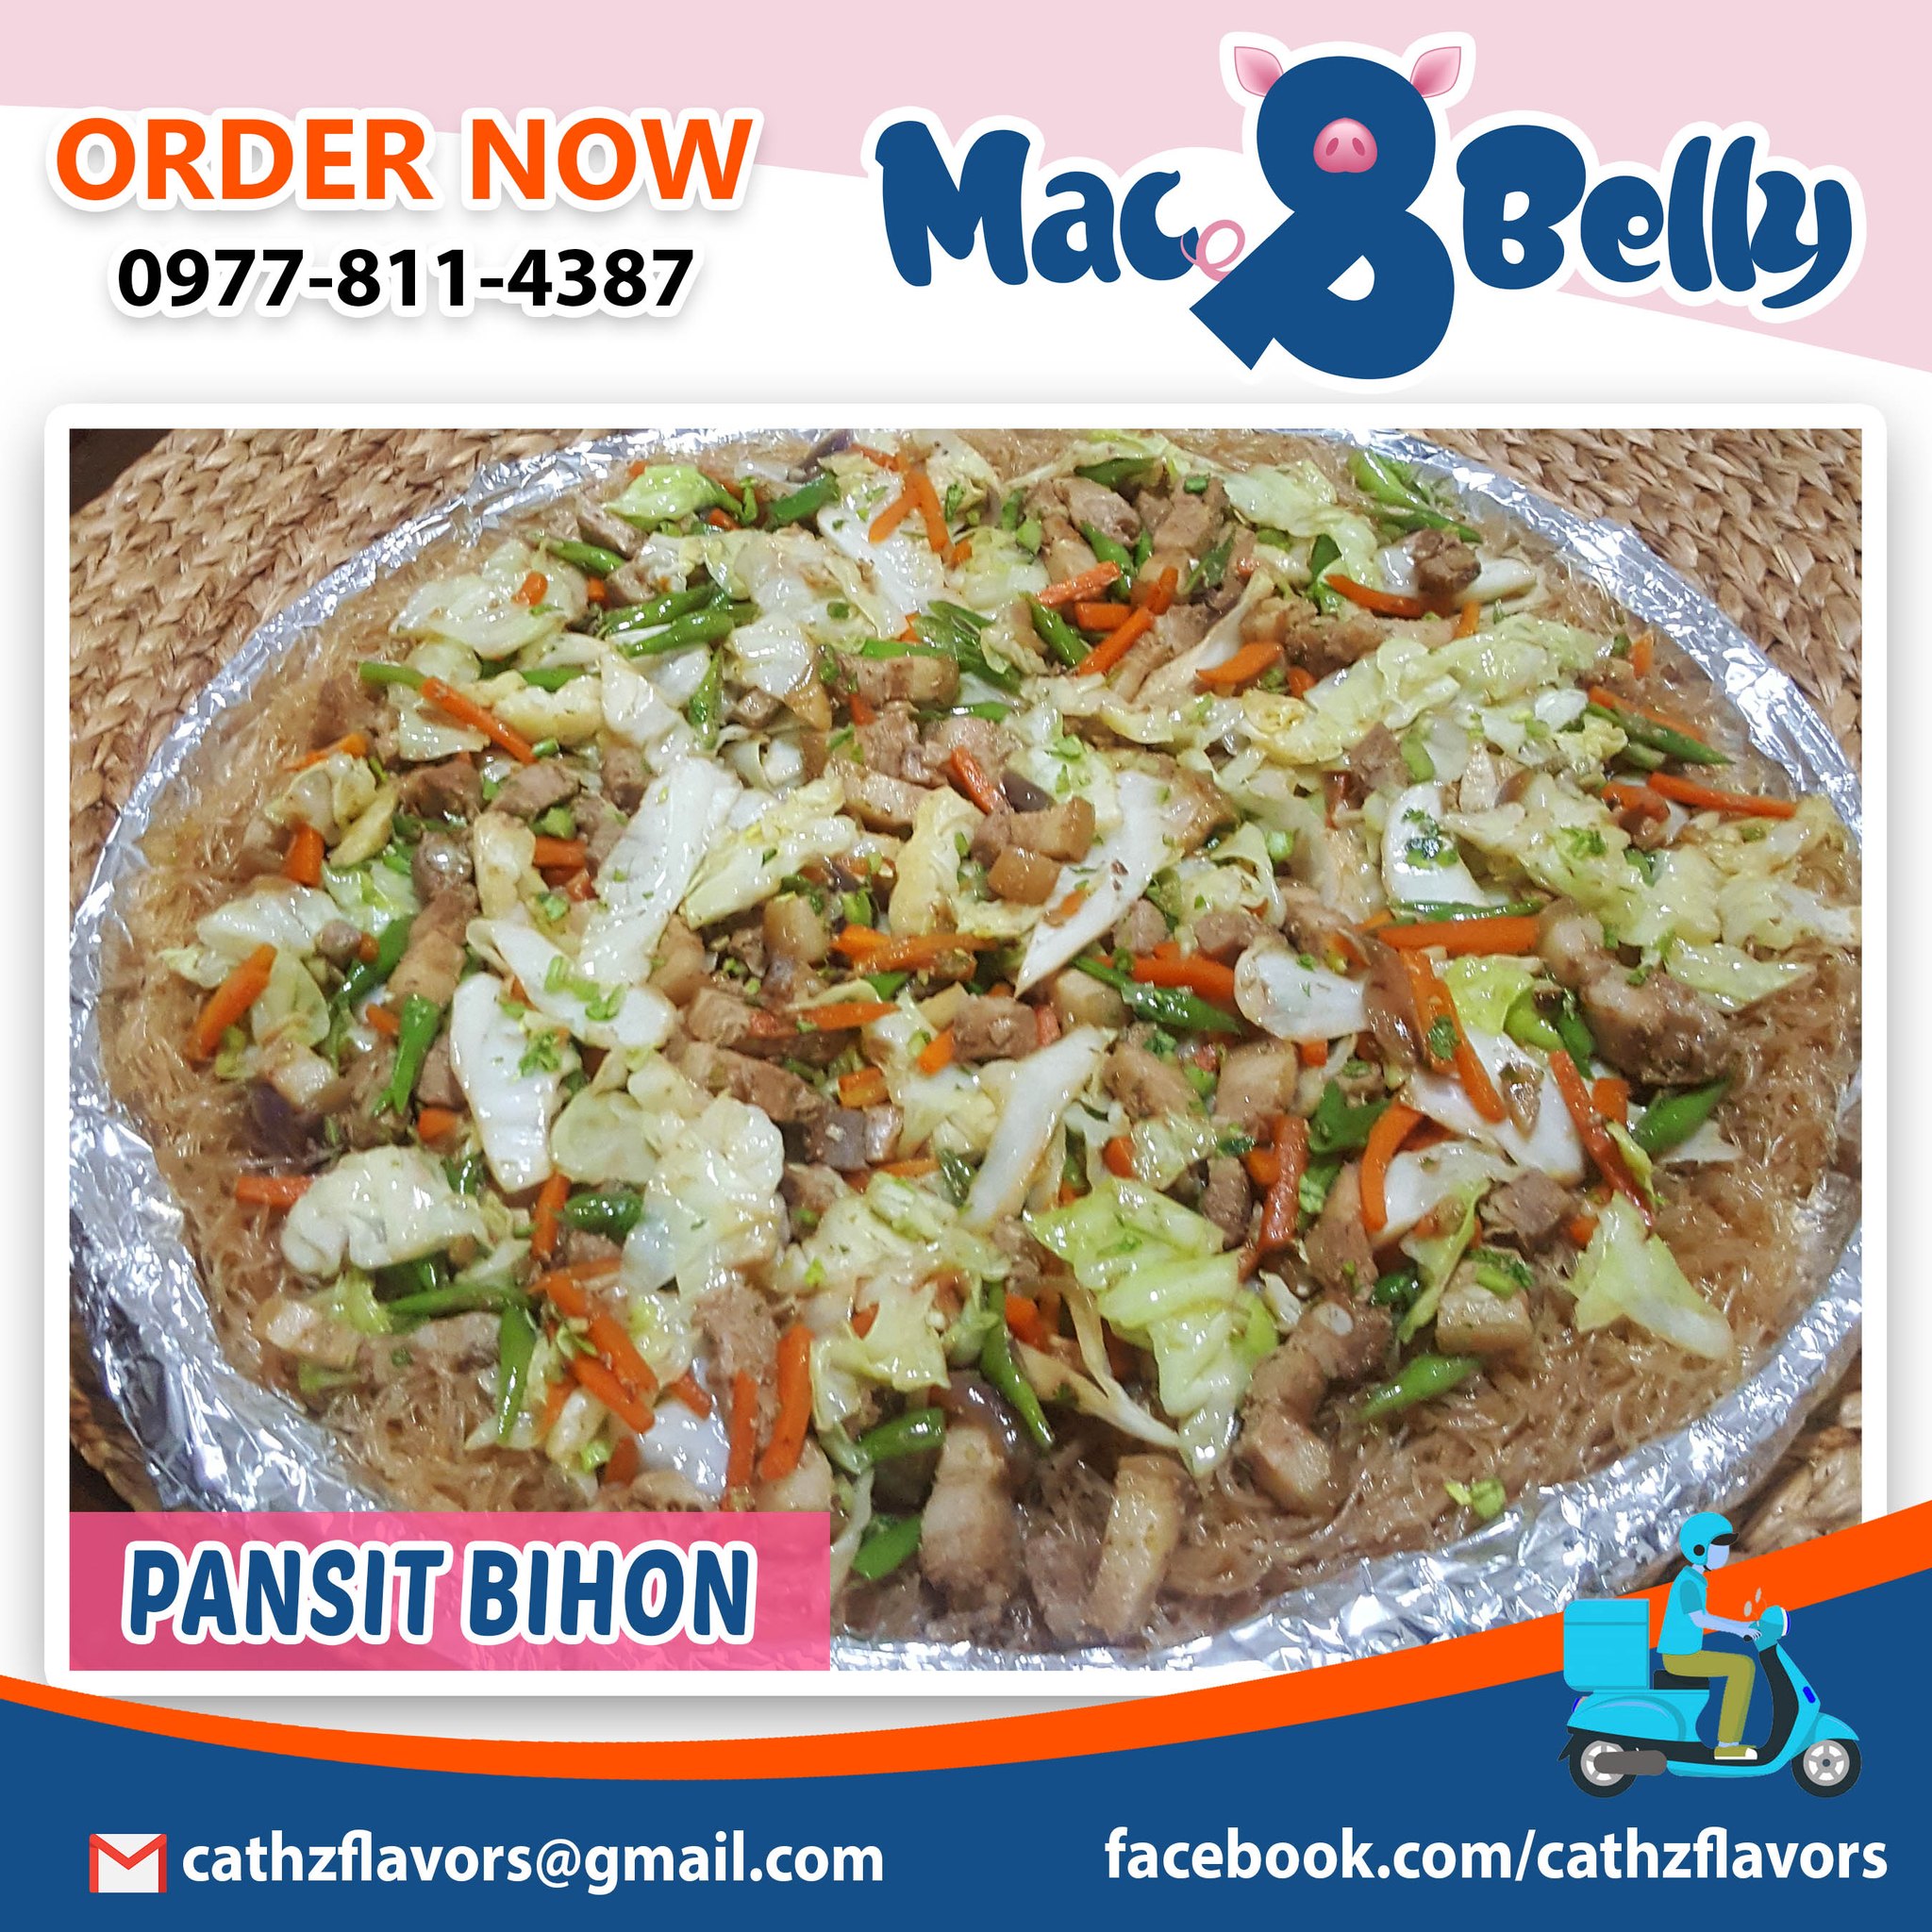 ORDER NOW
0977-811-4387
Mac & Belly
PANSIT BIHON
cathzflavors@gmail.com
facebook.com/cathzflavors